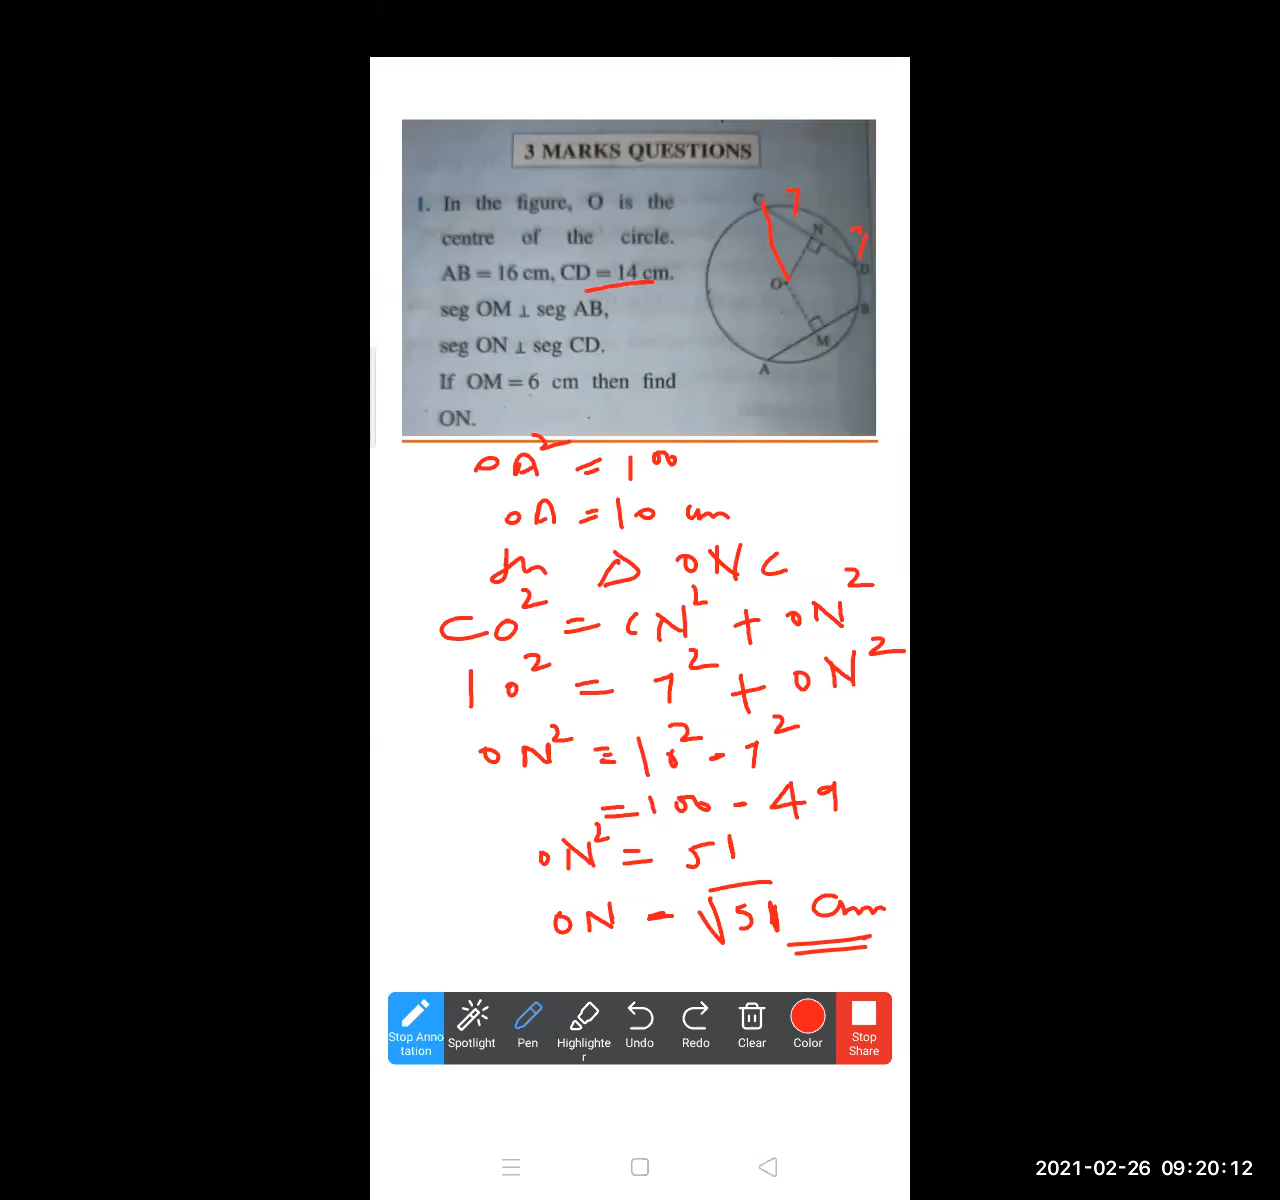 3 MARKS QUESTIONS
1. In the figure, O is the
centre of the circle.
AB = 16 cm, CD = 14 cm.
seg OM ⊥ seg AB,
seg ON ⊥ seg CD.
If OM = 6 cm then find
ON.
C 7
N 7
D
O
B
M
A
OA² = 100
OA = 10 cm
In Δ ONC
CO² = CN² + ON²
10² = 7² + ON²
ON² = 10² - 7²
= 100 - 49
ON² = 51
ON = √51 cm
Stop Anno
tation
Spotlight
Pen
Highlighte
r
Undo
Redo
Clear
Color
Stop
Share
2021-02-26 09:20:12